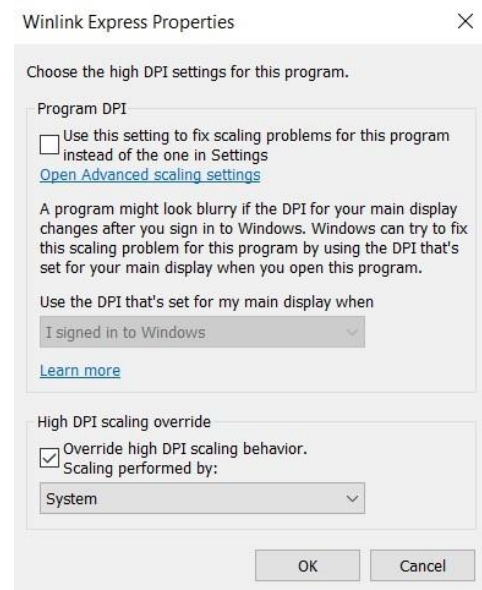 Winlink Express Properties
Choose the high DPI settings for this program.
Program DPI
Use this setting to fix scaling problems for this program
instead of the one in Settings
Open Advanced scaling settings
A program might look blurry if the DPI for your main display
changes after you sign in to Windows. Windows can try to fix
this scaling problem for this program by using the DPI that's
set for your main display when you open this program.
Use the DPI that's set for my main display when
I signed in to Windows
Learn more
High DPI scaling override
Override high DPI scaling behavior.
Scaling performed by:
System
OK Cancel